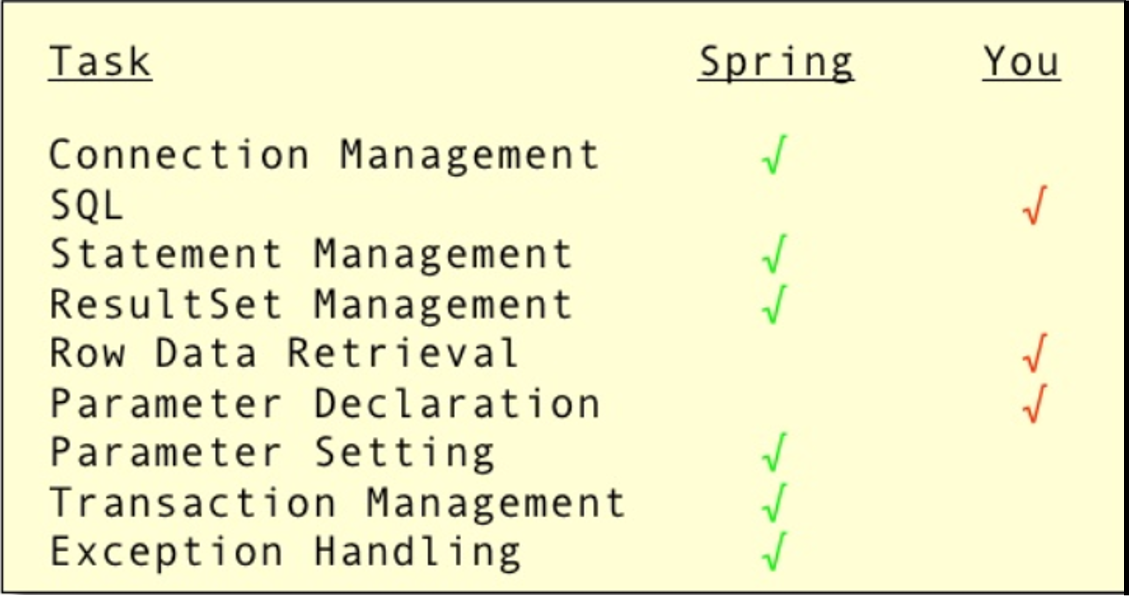 Task Spring You
Connection Management √
SQL √
Statement Management √
ResultSet Management √
Row Data Retrieval √
Parameter Declaration √
Parameter Setting √
Transaction Management √
Exception Handling √